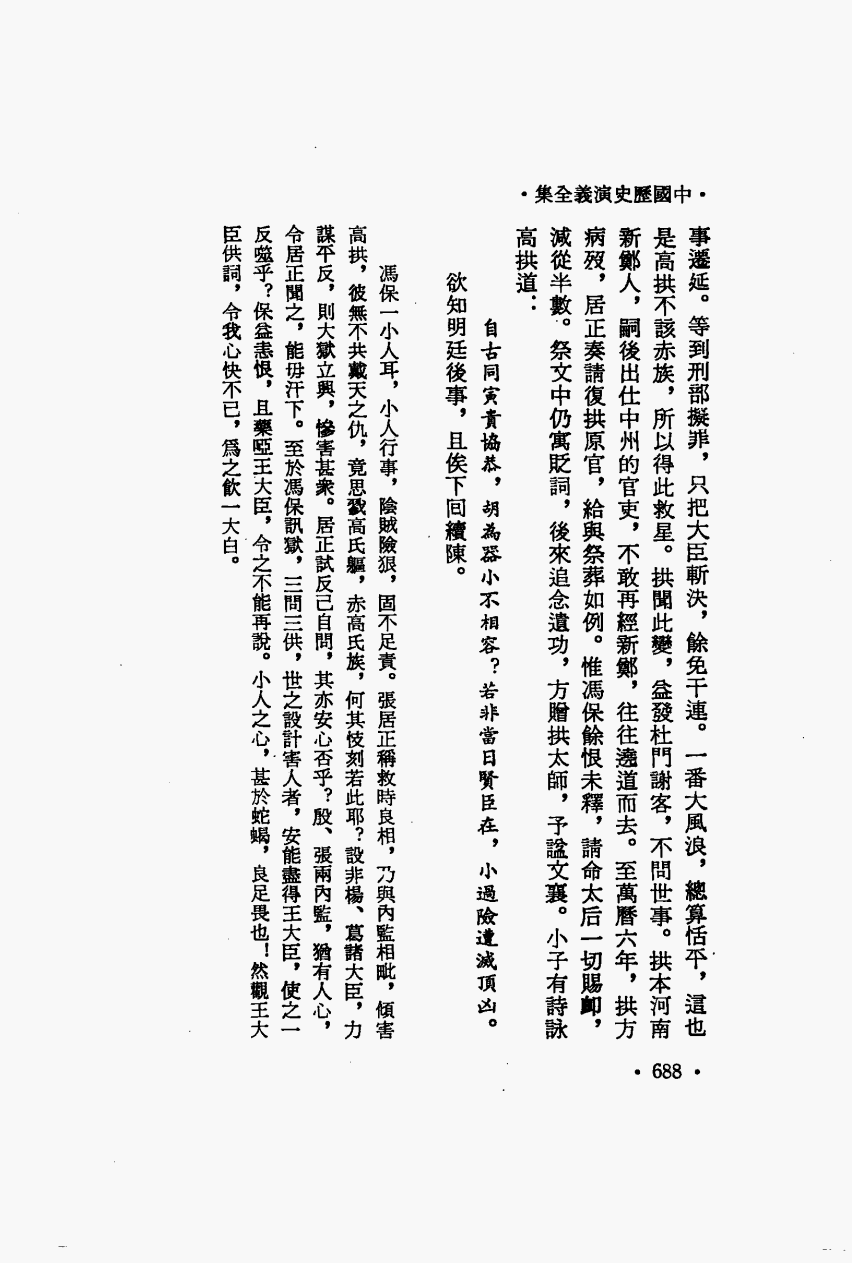 ·中國歷史演義全集·
事遷延。等到刑部擬罪，只把大臣斬決，餘免干連。一番大風浪，總算恬平，這也
是高拱不該赤族，所以得此救星。拱聞此變，益發杜門謝客，不問世事。拱本河南
新鄭人，嗣後出仕中州的官吏，不敢再經新鄭，往往遶道而去。至萬曆六年，拱方
病歿，居正奏請復拱原官，給與祭葬如例。惟馮保餘恨未釋，請命太后一切賜卹，
減從半數。祭文中仍寓貶詞，後來追念遺功，方贈拱太師，予諡文襄。小子有詩詠
高拱道：
自古同寅貴協恭，胡為器小不相容？若非當日賢臣在，小過險遭滅頂凶。
欲知明廷後事，且俟下回續陳。
馮保一小人耳，小人行事，陰賊險狠，固不足責。張居正稱救時良相，乃與內監相毗，傾害
高拱，彼無不共戴天之仇，竟思戮高氏軀，赤高氏族，何其忮刻若此耶？設非楊、葛諸大臣，力
謀平反，則大獄立興，慘害甚衆。居正試反己自問，其亦安心否乎？殷、張兩內監，猶有人心，
令居正聞之，能毋汗下。至於馮保訊獄，三問三供，世之設計害人者，安能盡得王大臣，使之一
反噬乎？保益恚恨，且藥啞王大臣，令之不能再說。小人之心，甚於蛇蝎，良足畏也！然觀王大
臣供詞，令我心快不已，爲之飲一大白。
·688·